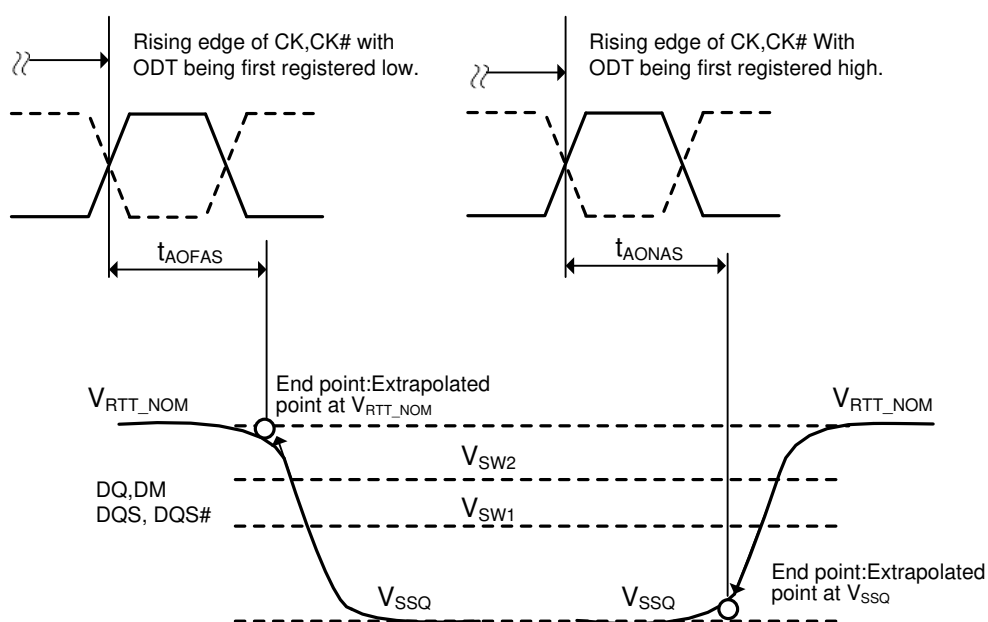 Rising edge of CK,CK# with
ODT being first registered low.
Rising edge of CK,CK# With
ODT being first registered high.
tAOFAS
tAONAS
End point:Extrapolated
point at VRTT_NOM
VRTT_NOM
VRTT_NOM
VSW2
DQ,DM
DQS, DQS#
VSW1
End point:Extrapolated
point at VSSQ
VSSQ
VSSQ